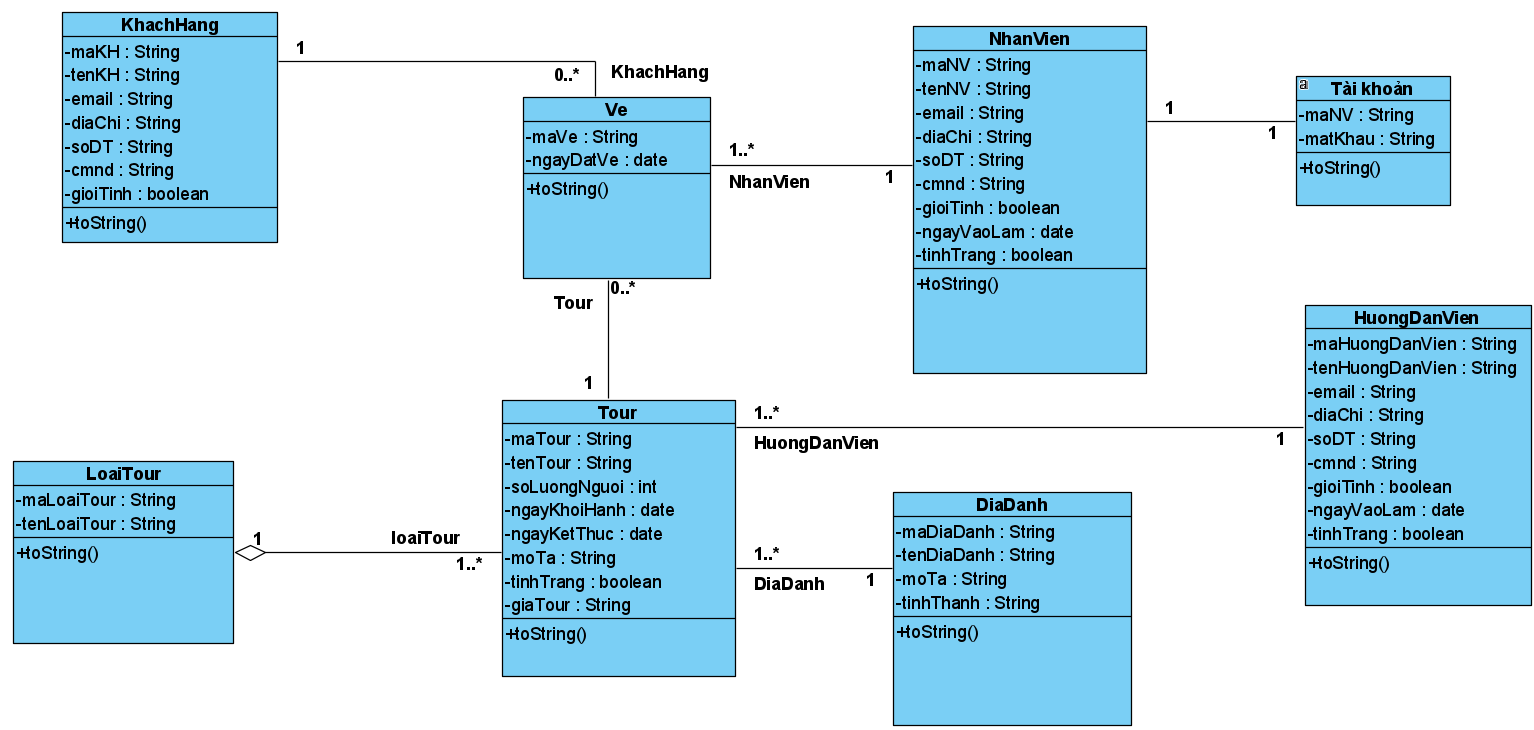 KhachHang
-maKH : String
-tenKH : String
-email : String
-diaChi : String
-soDT : String
-cmnd : String
-gioiTinh : boolean
+toString()
1
0..*
KhachHang
Ve
-maVe : String
-ngayDatVe : date
+toString()
1..*
NhanVien
1
NhanVien
-maNV : String
-tenNV : String
-email : String
-diaChi : String
-soDT : String
-cmnd : String
-gioiTinh : boolean
-ngayVaoLam : date
-tinhTrang : boolean
+toString()
1
1
a
Tài khoản
-maNV : String
-matKhau : String
+toString()
0..*
Tour
1
Tour
-maTour : String
-tenTour : String
-soLuongNguoi : int
-ngayKhoiHanh : date
-ngayKetThuc : date
-moTa : String
-tinhTrang : boolean
-giaTour : String
+toString()
1..*
HuongDanVien
1
HuongDanVien
-maHuongDanVien : String
-tenHuongDanVien : String
-email : String
-diaChi : String
-soDT : String
-cmnd : String
-gioiTinh : boolean
-ngayVaoLam : date
-tinhTrang : boolean
+toString()
LoaiTour
-maLoaiTour : String
-tenLoaiTour : String
+toString()
1
loaiTour
1..*
1..*
DiaDanh
1
DiaDanh
-maDiaDanh : String
-tenDiaDanh : String
-moTa : String
-tinhThanh : String
+toString()